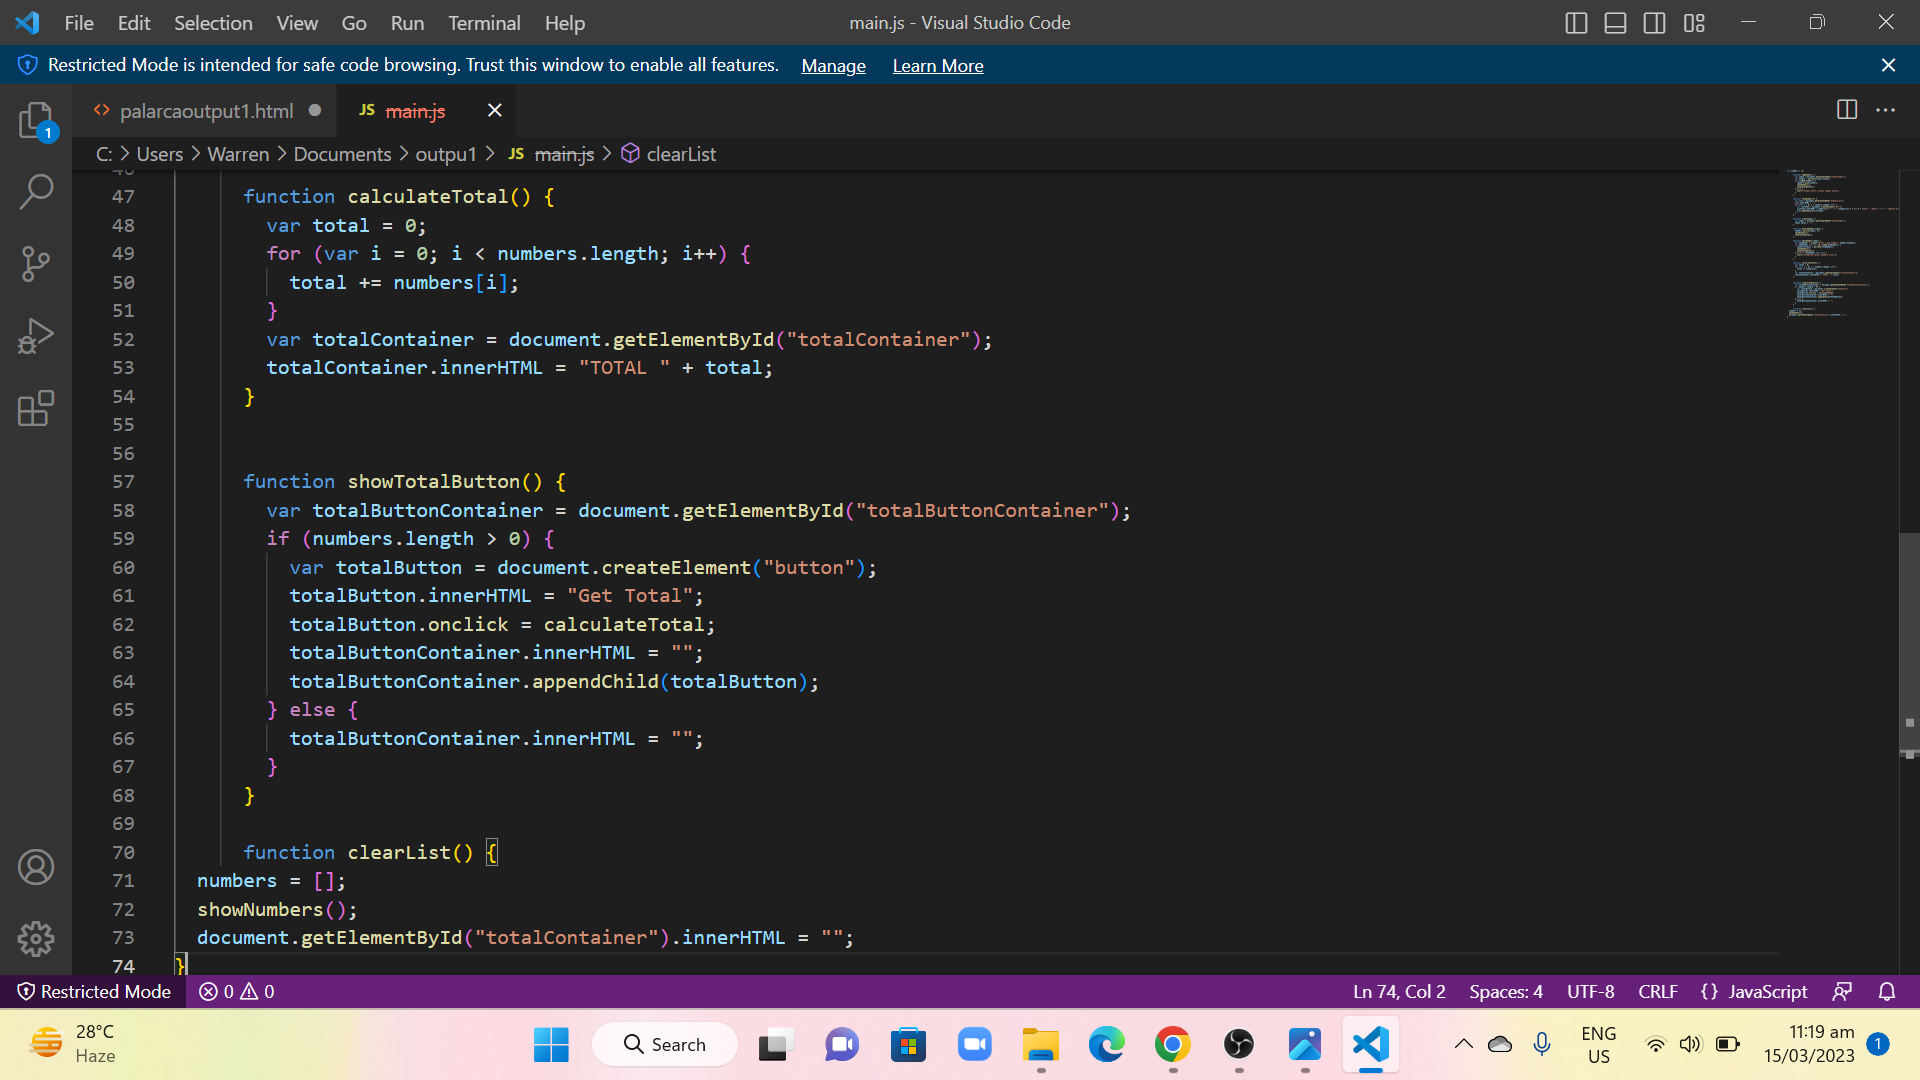 File Edit Selection View Go Run Terminal Help main.js - Visual Studio Code
Restricted Mode is intended for safe code browsing. Trust this window to enable all features. Manage Learn More
palarcaoutput1.html JS main.js
1
C: > Users > Warren > Documents > outpu1 > JS main.js > clearList
46
47 function calculateTotal() {
48 var total = 0;
49 for (var i = 0; i < numbers.length; i++) {
50 total += numbers[i];
51 }
52 var totalContainer = document.getElementById("totalContainer");
53 totalContainer.innerHTML = "TOTAL " + total;
54 }
55
56
57 function showTotalButton() {
58 var totalButtonContainer = document.getElementById("totalButtonContainer");
59 if (numbers.length > 0) {
60 var totalButton = document.createElement("button");
61 totalButton.innerHTML = "Get Total";
62 totalButton.onclick = calculateTotal;
63 totalButtonContainer.innerHTML = "";
64 totalButtonContainer.appendChild(totalButton);
65 } else {
66 totalButtonContainer.innerHTML = "";
67 }
68 }
69
70 function clearList() {
71 numbers = [];
72 showNumbers();
73 document.getElementById("totalContainer").innerHTML = "";
74 }
Restricted Mode 0 0 Ln 74, Col 2 Spaces: 4 UTF-8 CRLF {} JavaScript
28°C
Haze
Search
ENG
US
11:19 am
15/03/2023
1